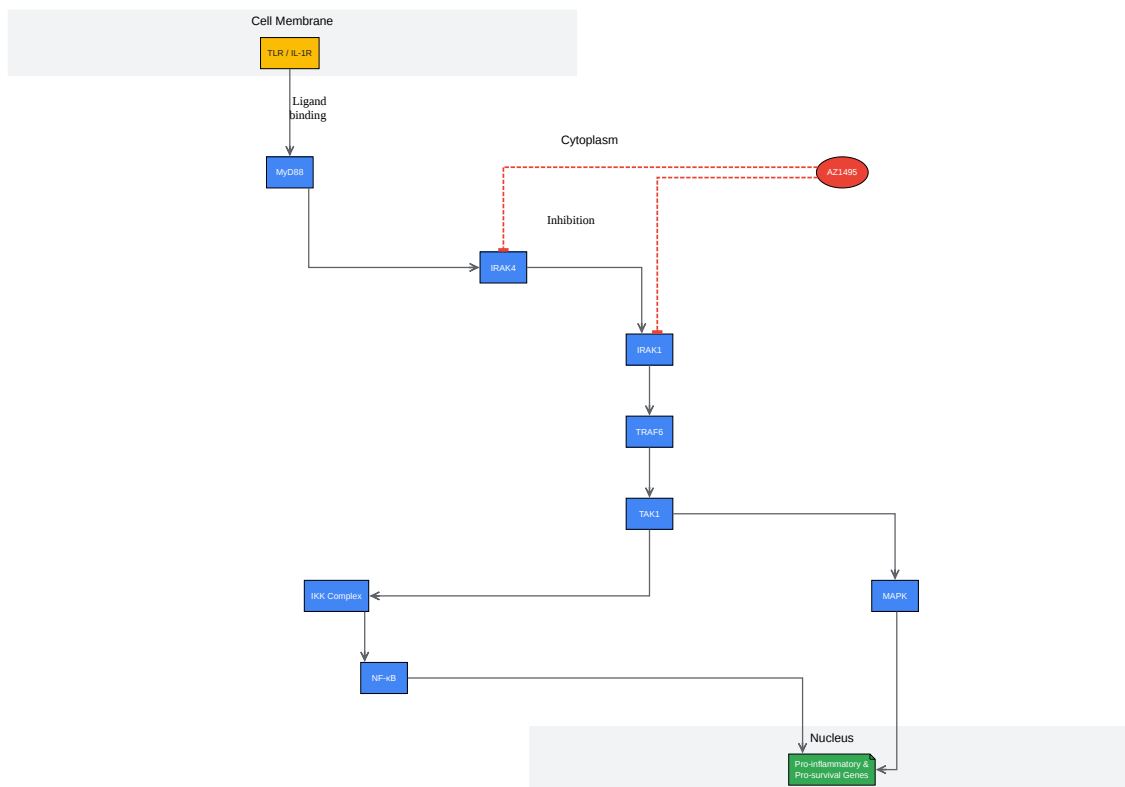 Cell Membrane
TLR / IL-1R
Ligand
binding
Cytoplasm
MyD88
AZ1495
Inhibition
IRAK4
IRAK1
TRAF6
TAK1
IKK Complex
MAPK
NF-κB
Nucleus
Pro-inflammatory &
Pro-survival Genes